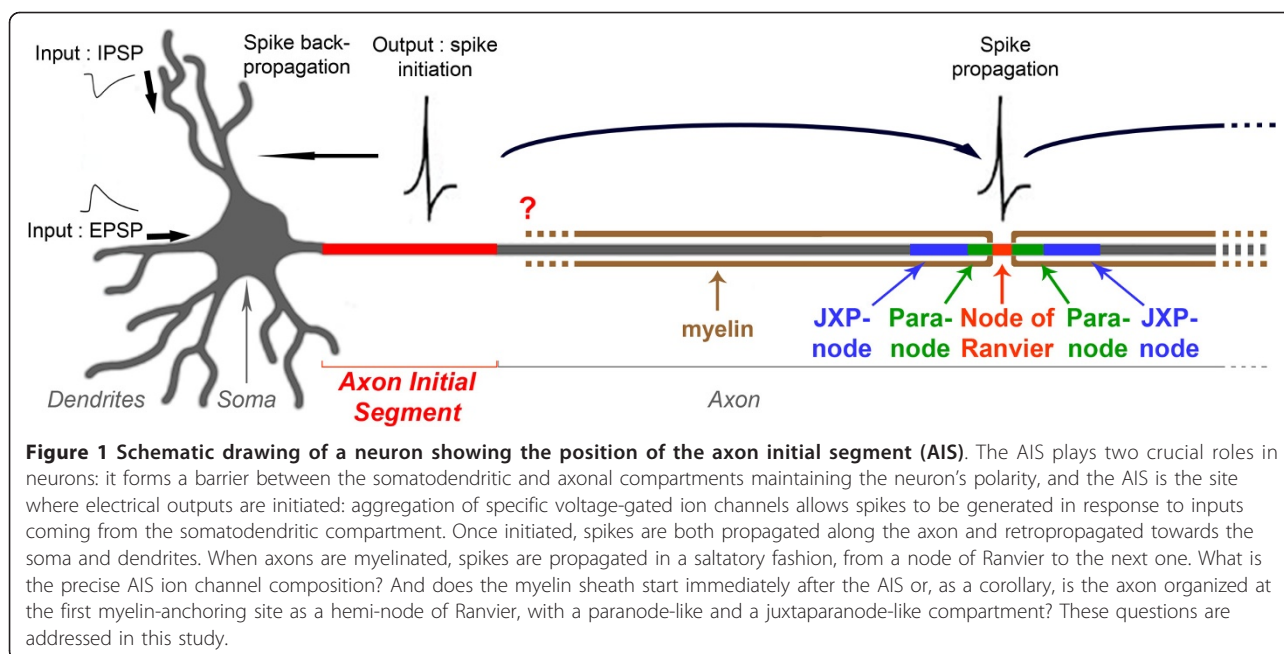 Input : IPSP
Spike back-
propagation
Output : spike
initiation
Spike
propagation
Input : EPSP
?
myelin
JXP-
node
Para-
node
Node of
Ranvier
Para-
node
JXP-
node
Dendrites
Soma
Axon Initial
Segment
Axon
Figure 1 Schematic drawing of a neuron showing the position of the axon initial segment (AIS). The AIS plays two crucial roles in
neurons: it forms a barrier between the somatodendritic and axonal compartments maintaining the neuron's polarity, and the AIS is the site
where electrical outputs are initiated: aggregation of specific voltage-gated ion channels allows spikes to be generated in response to inputs
coming from the somatodendritic compartment. Once initiated, spikes are both propagated along the axon and retropropagated towards the
soma and dendrites. When axons are myelinated, spikes are propagated in a saltatory fashion, from a node of Ranvier to the next one. What is
the precise AIS ion channel composition? And does the myelin sheath start immediately after the AIS or, as a corollary, is the axon organized at
the first myelin-anchoring site as a hemi-node of Ranvier, with a paranode-like and a juxtaparanode-like compartment? These questions are
addressed in this study.